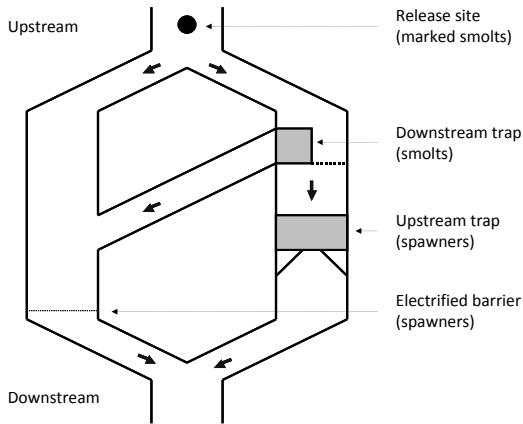 Upstream
Release site
(marked smolts)
Downstream trap
(smolts)
Upstream trap
(spawners)
Electrified barrier
(spawners)
Downstream